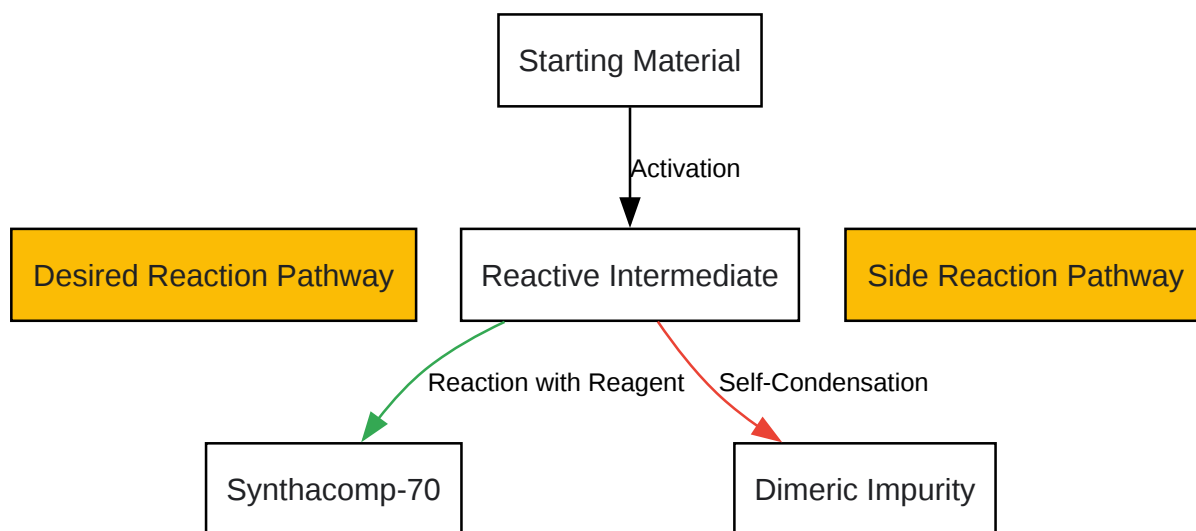 Starting Material
Activation
Desired Reaction Pathway
Reactive Intermediate
Side Reaction Pathway
Reaction with Reagent
Self-Condensation
Synthacomp-70
Dimeric Impurity